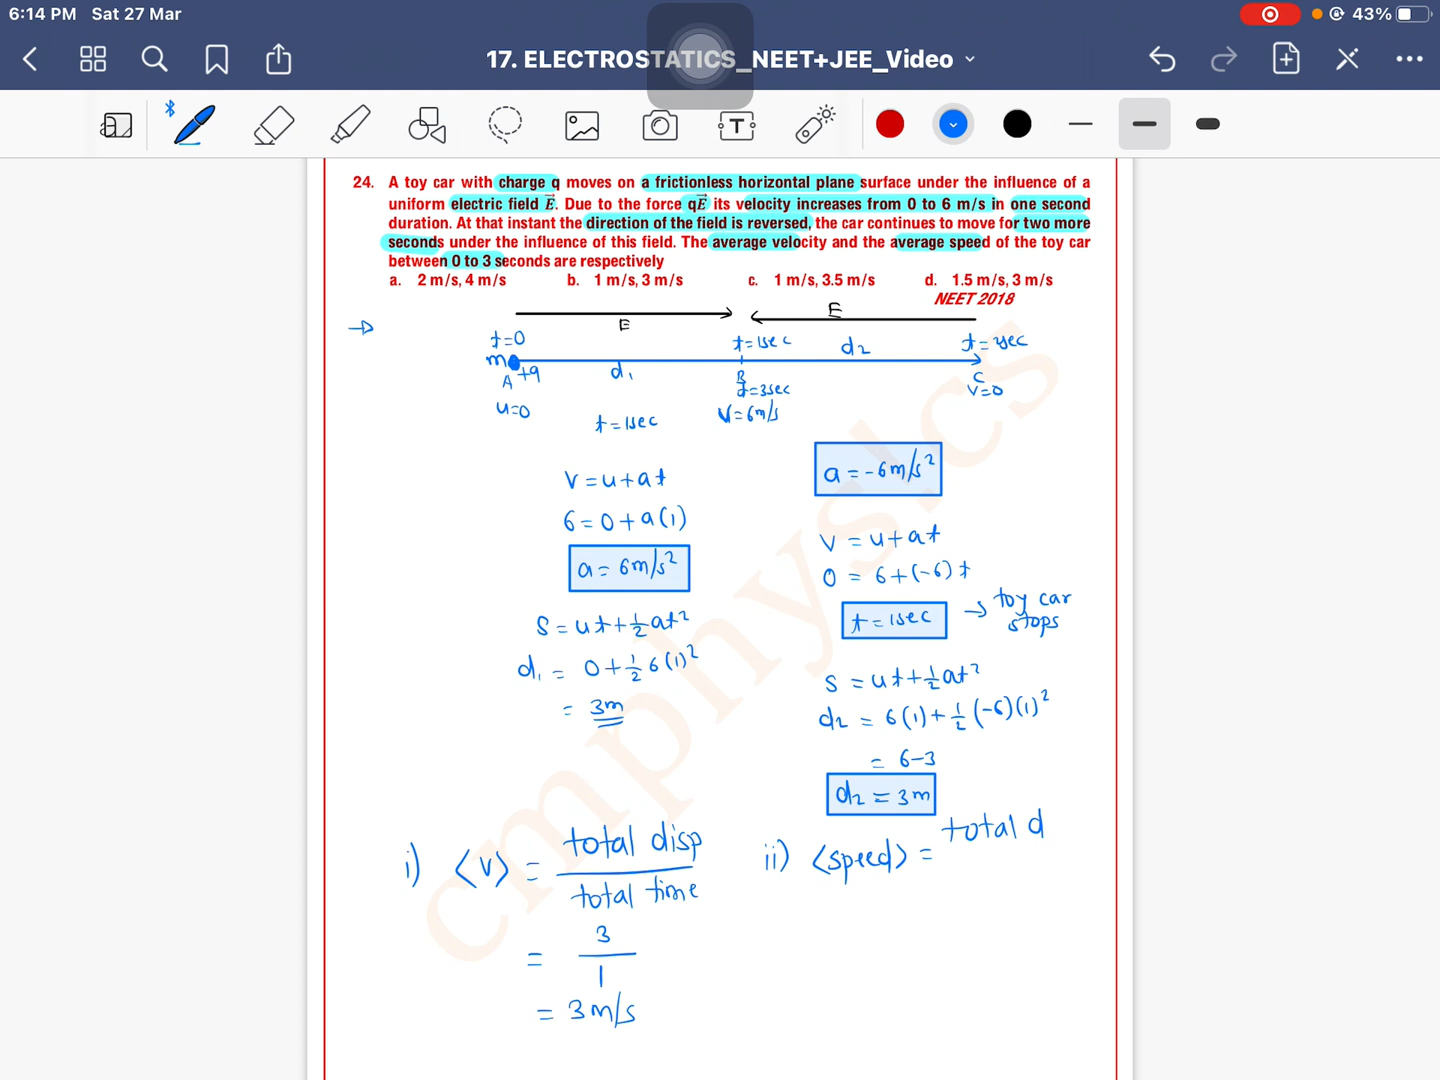 6:14 PM Sat 27 Mar
43%
17. ELECTROSTATICS_NEET+JEE_Video
T
24. A toy car with charge q moves on a frictionless horizontal plane surface under the influence of a
uniform electric field E⃗. Due to the force qE⃗ its velocity increases from 0 to 6 m/s in one second
duration. At that instant the direction of the field is reversed, the car continues to move for two more
seconds under the influence of this field. The average velocity and the average speed of the toy car
between 0 to 3 seconds are respectively
a. 2 m/s, 4 m/s b. 1 m/s, 3 m/s c. 1 m/s, 3.5 m/s d. 1.5 m/s, 3 m/s
NEET 2018
E E
t=0 t=1sec d₂ t=2sec
m +q A d₁ B C
t=3sec v=0
u=0 t=1sec v=6m/s
v=u+at
6=0+a(1)
a=6m/s²
s=ut+½at²
d₁ = 0+½6(1)²
= 3m
a=-6m/s²
v = u+at
0 = 6+(-6)t
t=1sec → toy car stops
s = ut+½at²
d₂ = 6(1)+½(-6)(1)²
= 6-3
d₂ = 3m
i) <v> = total disp / total time
= 3/1
= 3m/s
ii) <speed> = total d
cmphysics